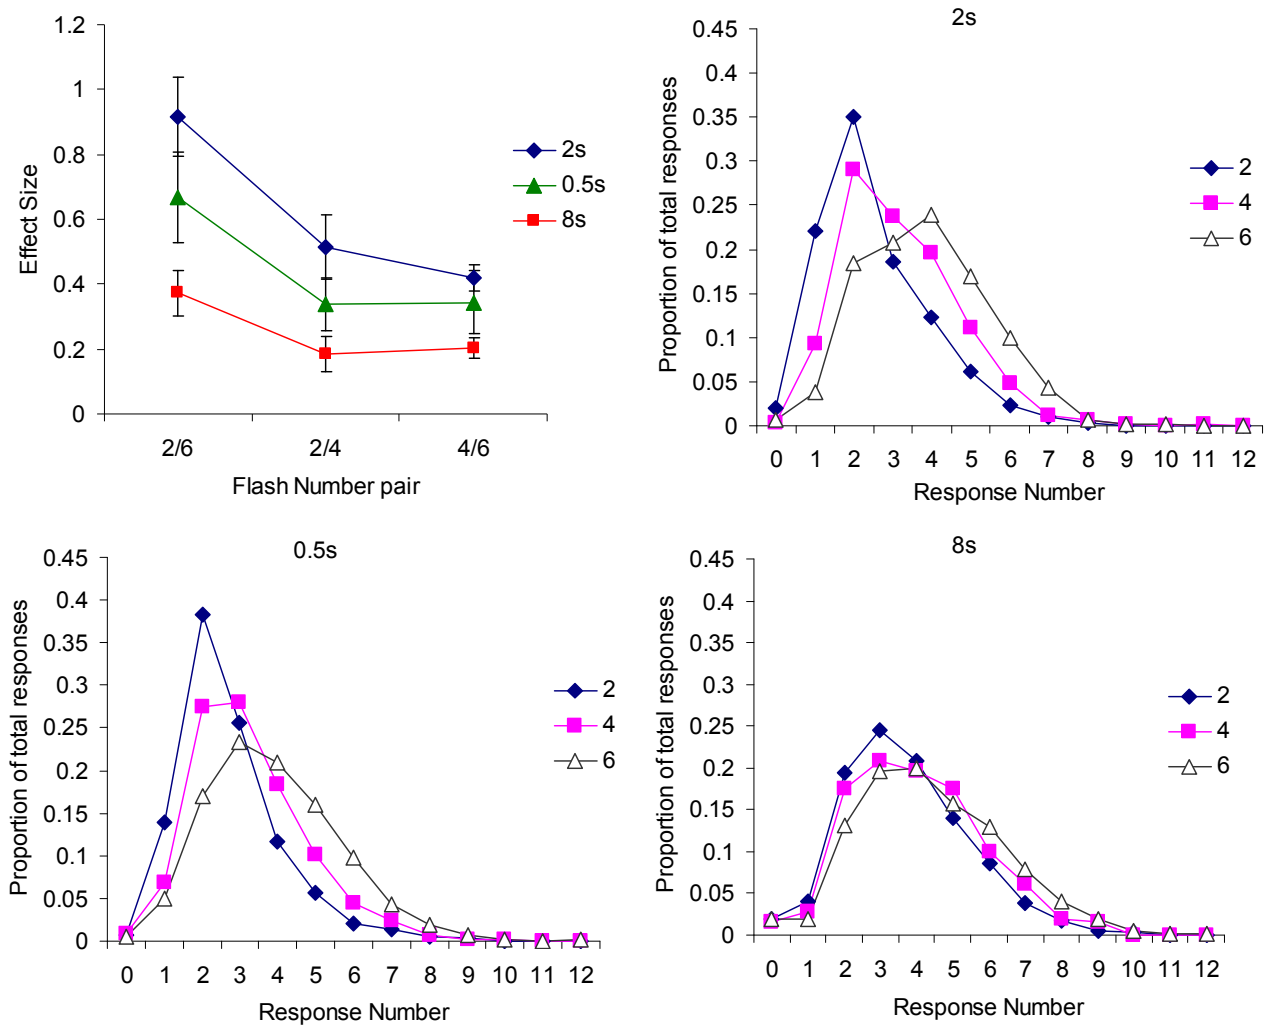 1.2
1
0.8
0.6
0.4
0.2
0
Effect Size
2/6 2/4 4/6
Flash Number pair
2s
0.5s
8s
2s
0.45
0.4
0.35
0.3
0.25
0.2
0.15
0.1
0.05
0
Proportion of total responses
0 1 2 3 4 5 6 7 8 9 10 11 12
Response Number
2
4
6
0.5s
0.45
0.4
0.35
0.3
0.25
0.2
0.15
0.1
0.05
0
Proportion of total responses
0 1 2 3 4 5 6 7 8 9 10 11 12
Response Number
2
4
6
8s
0.45
0.4
0.35
0.3
0.25
0.2
0.15
0.1
0.05
0
Proportion of total responses
0 1 2 3 4 5 6 7 8 9 10 11 12
Response Number
2
4
6